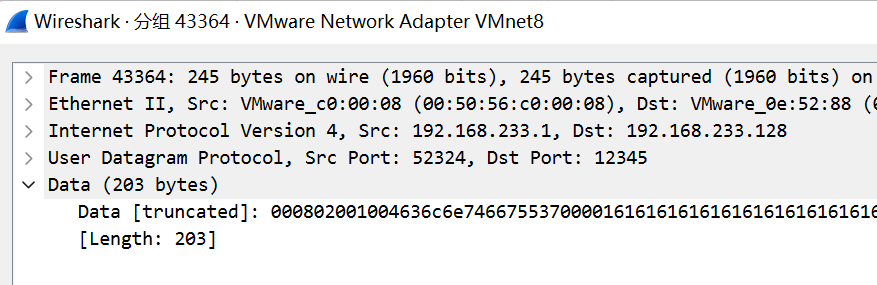 Wireshark · 分组 43364 · VMware Network Adapter VMnet8
Frame 43364: 245 bytes on wire (1960 bits), 245 bytes captured (1960 bits) on
Ethernet II, Src: VMware_c0:00:08 (00:50:56:c0:00:08), Dst: VMware_0e:52:88 (0
Internet Protocol Version 4, Src: 192.168.233.1, Dst: 192.168.233.128
User Datagram Protocol, Src Port: 52324, Dst Port: 12345
Data (203 bytes)
Data [truncated]: 000802001004636c6e74667553700001616161616161616161616161616
[Length: 203]